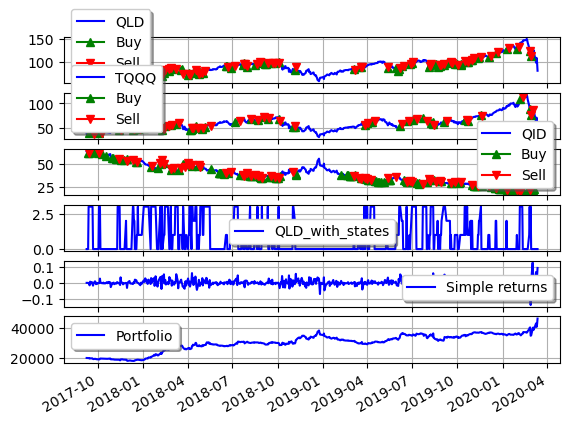 QLD
Buy
Sell
150
100
TQQQ
Buy
Sell
100
50
QID
Buy
Sell
50
25
QLD_with_states
2.5
0.0
Simple returns
0.1
0.0
−0.1
Portfolio
40000
20000
2017-10
2018-01
2018-04
2018-07
2018-10
2019-01
2019-04
2019-07
2019-10
2020-01
2020-04